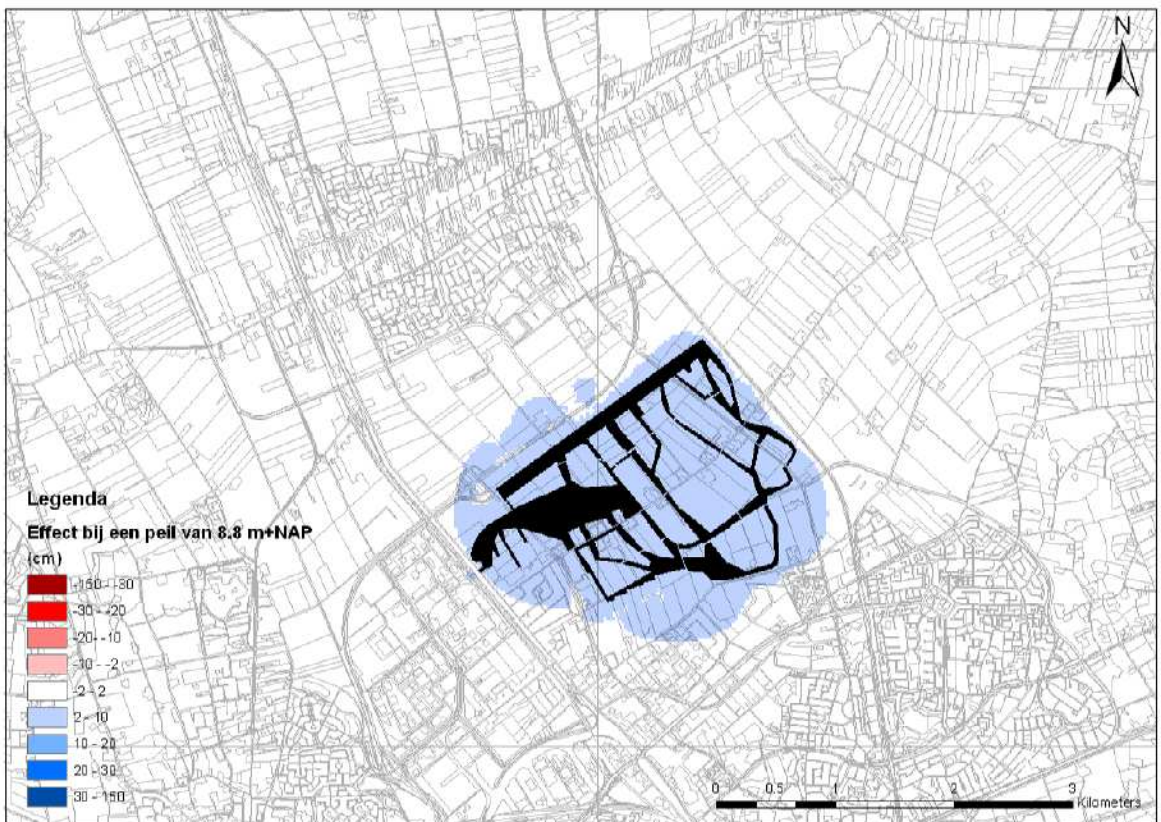 N
Legenda
Effect bij een peil van 8.8 m+NAP
(cm)
-150 - -30
-30 - -20
-20 - -10
-30 - -2
-2 - 2
2 - 10
10 - 20
20 - 30
30 - 150
0 0.5 1 2 3
Kilometers